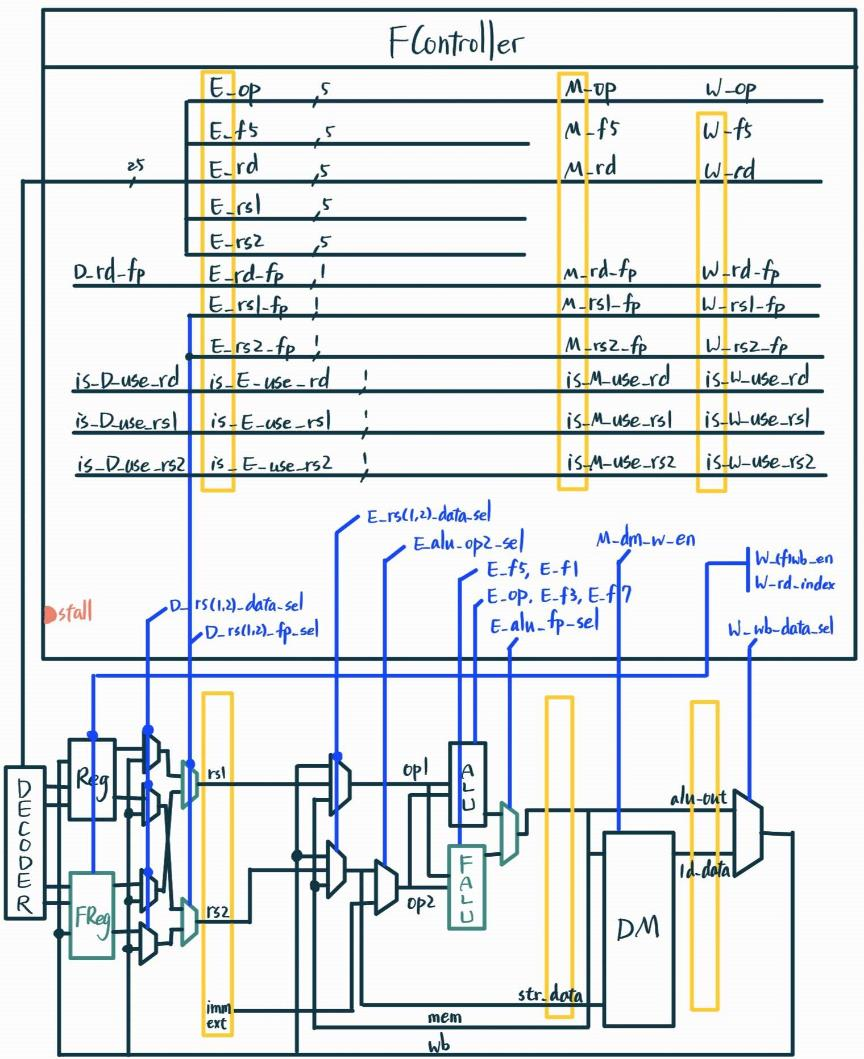 FController
E_op 5 M_op W_op
E_f5 5 M_f5 W_f5
25 E_rd 5 M_rd W_rd
E_rs1 5
E_rs2 5
D_rd_fp E_rd_fp 1 M_rd_fp W_rd_fp
E_rs1_fp 1 M_rs1_fp W_rs1_fp
E_rs2_fp 1 M_rs2_fp W_rs2_fp
is_D_use_rd is_E_use_rd 1 is_M_use_rd is_W_use_rd
is_D_use_rs1 is_E_use_rs1 1 is_M_use_rs1 is_W_use_rs1
is_D_use_rs2 is_E_use_rs2 1 is_M_use_rs2 is_W_use_rs2
E_rs(1,2)_data_sel
E_alu_op2_sel
M_dm_w_en
E_f5, E_f1
W_(f)wb_en
E_op, E_f3, E_f7
W_rd_index
stall
D_rs(1,2)_data_sel
E_alu_fp_sel
D_rs(1,2)_fp_sel
W_wb_data_sel
DECODER
Reg
FReg
rs1
rs2
imm
ext
op1
op2
ALU
FALU
alu_out
ld_data
DM
str_data
mem
wb